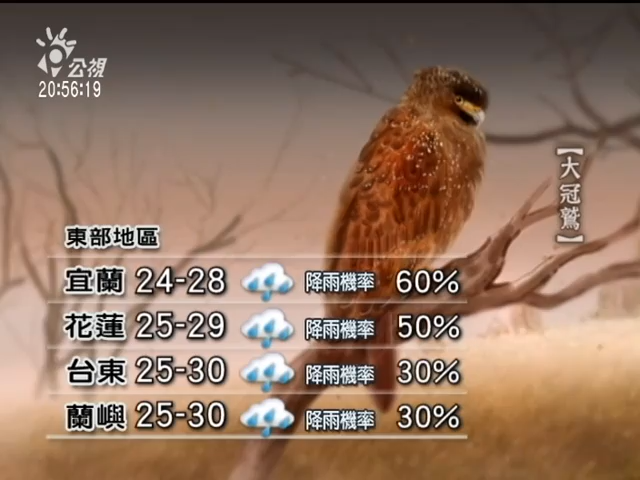 公視
20:56:19
【大冠鷲】
東部地區
宜蘭 24-28 降雨機率 60%
花蓮 25-29 降雨機率 50%
台東 25-30 降雨機率 30%
蘭嶼 25-30 降雨機率 30%